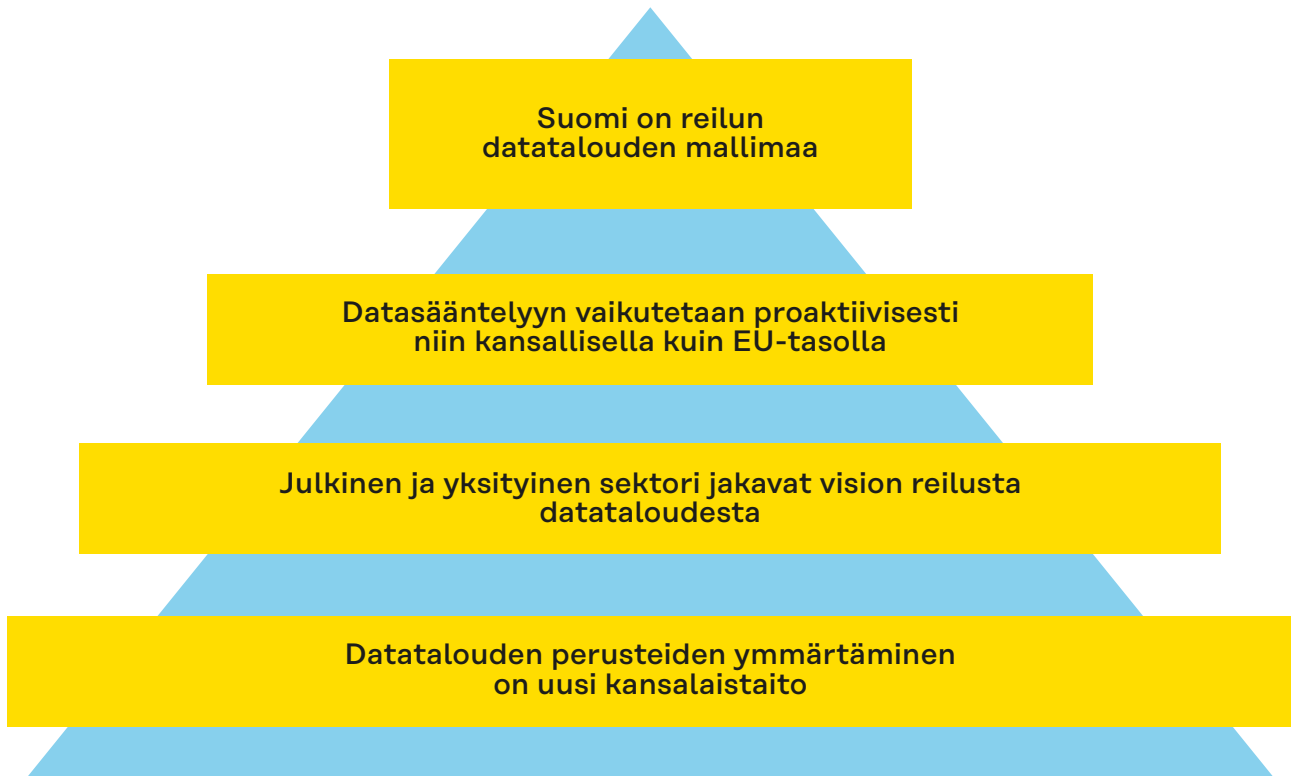 Suomi on reilun
datatalouden mallimaa
Datasääntelyyn vaikutetaan proaktiivisesti
niin kansallisella kuin EU-tasolla
Julkinen ja yksityinen sektori jakavat vision reilusta
datataloudesta
Datatalouden perusteiden ymmärtäminen
on uusi kansalaistaito